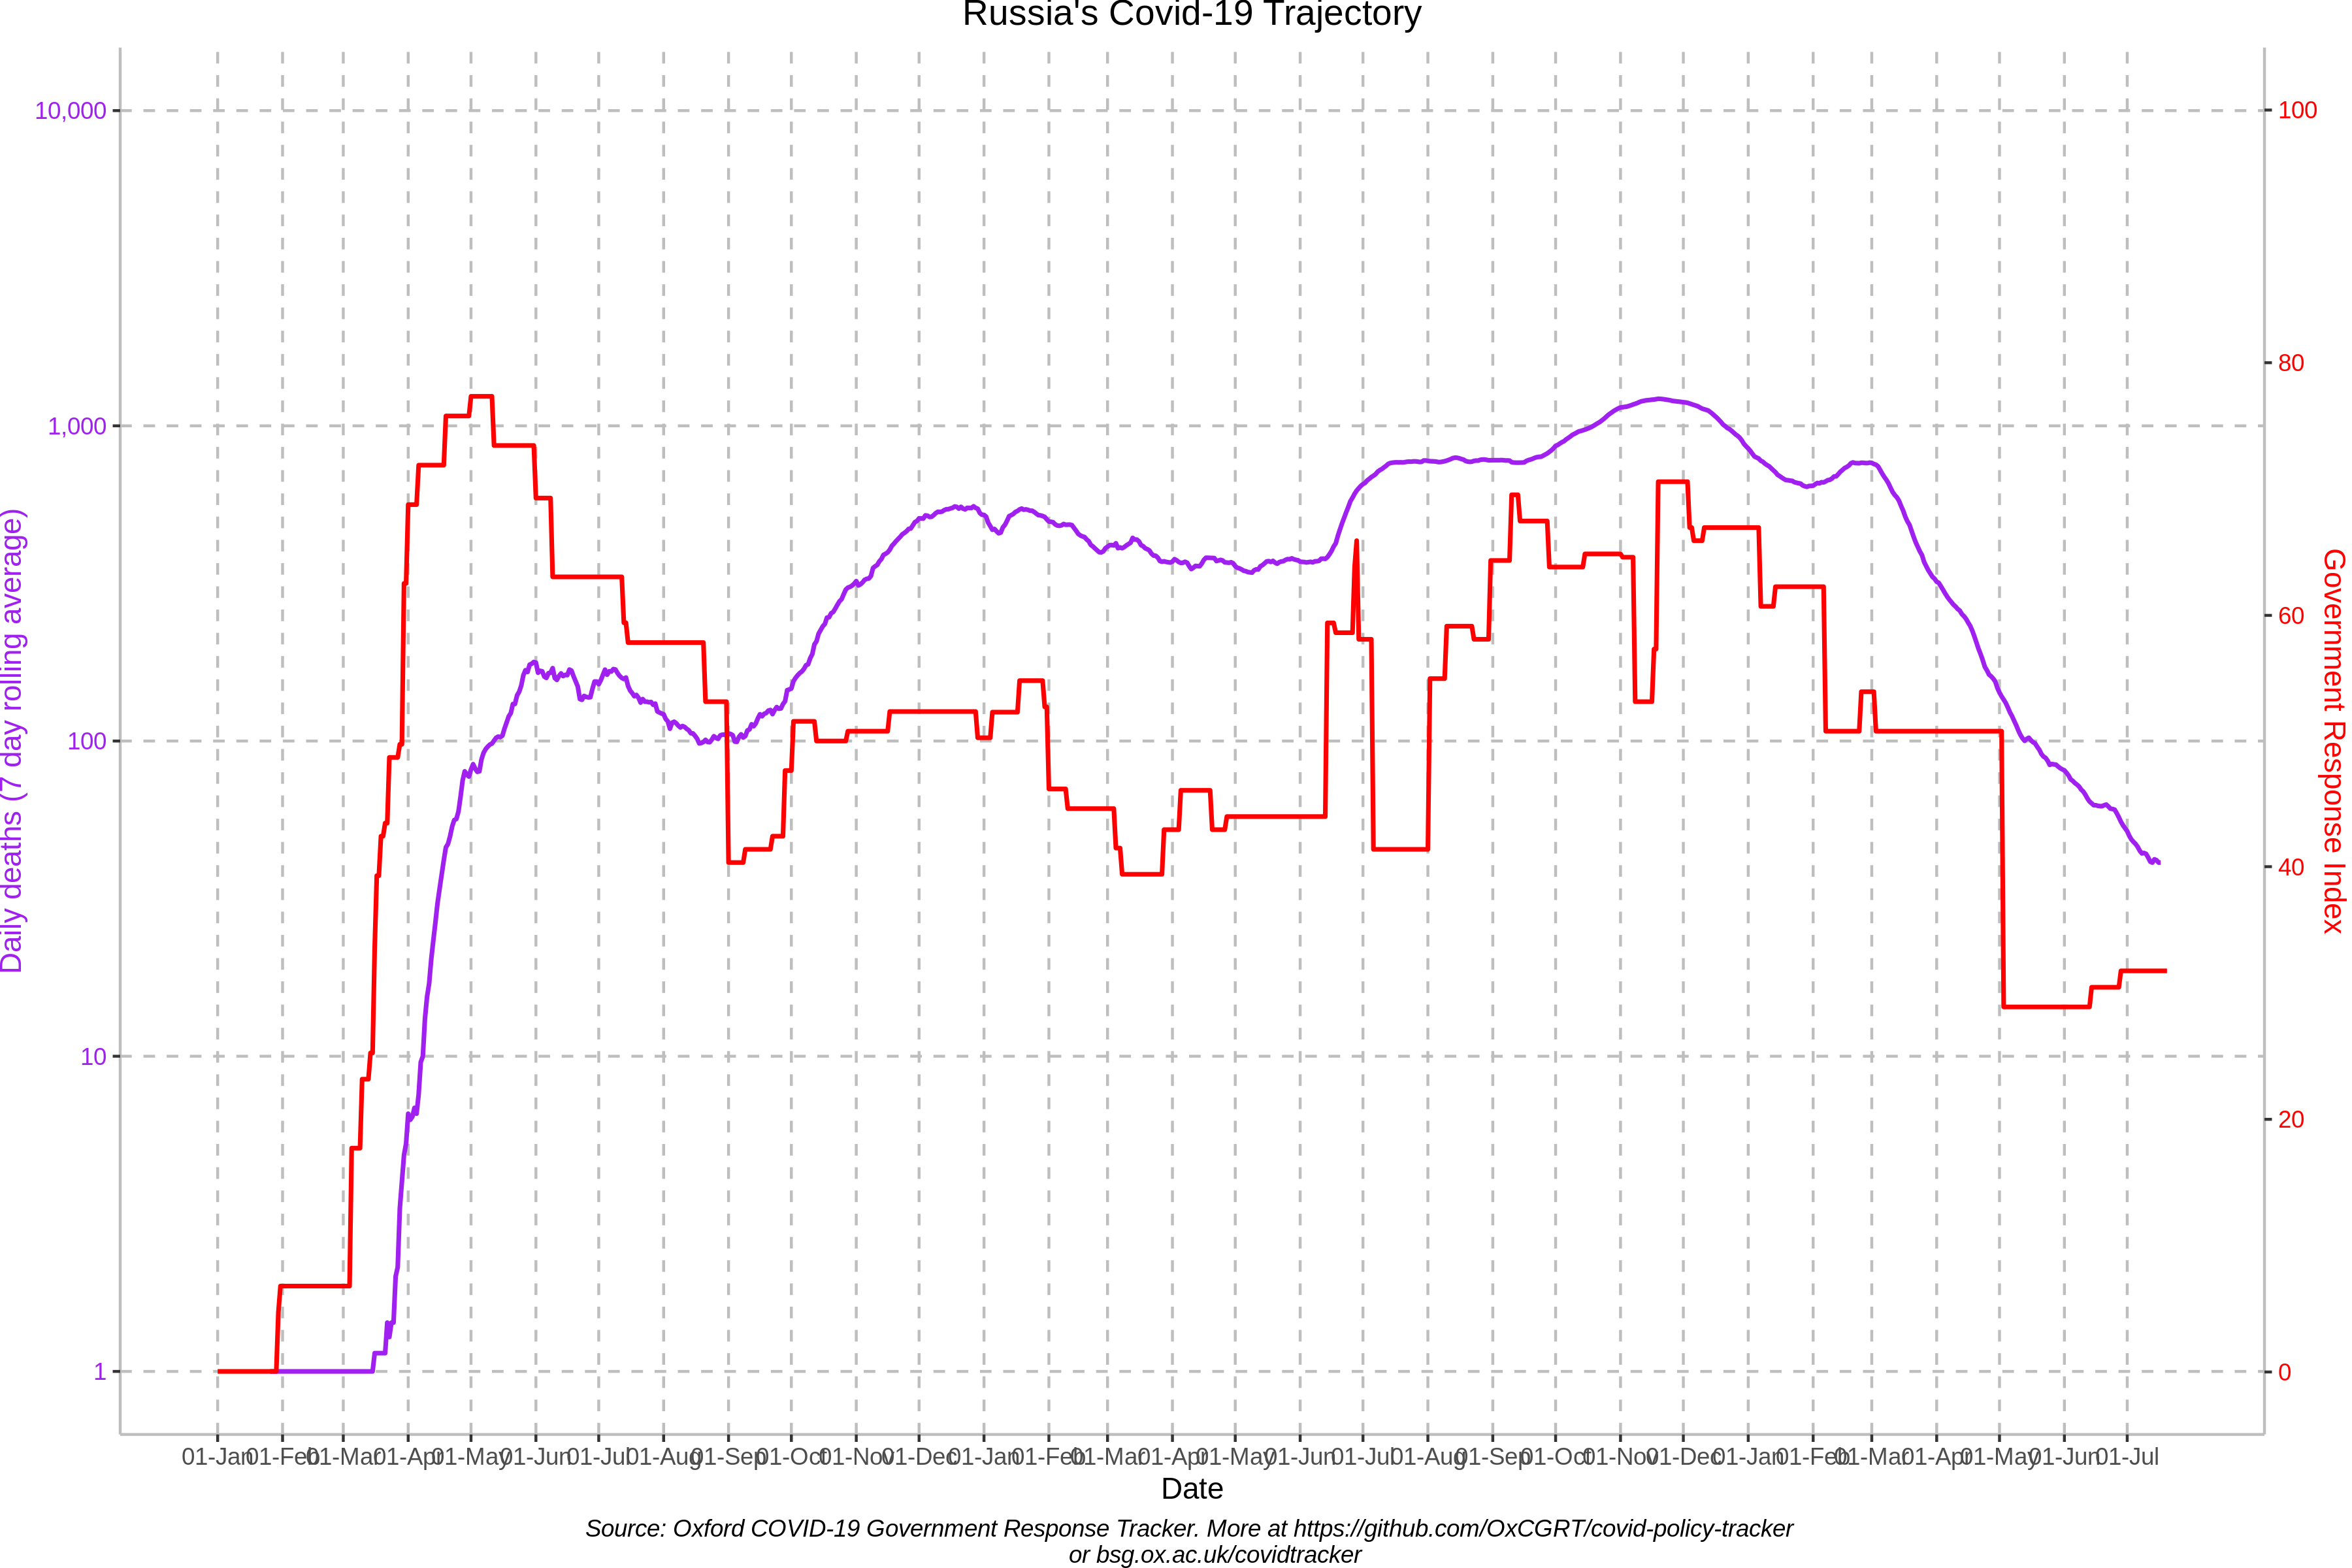 Russia's Covid-19 Trajectory
10,000
1,000
100
10
1
Daily deaths (7 day rolling average)
100
80
60
40
20
0
Government Response Index
01-Jan 01-Feb 01-Mar 01-Apr 01-May 01-Jun 01-Jul 01-Aug 01-Sep 01-Oct 01-Nov 01-Dec 01-Jan 01-Feb 01-Mar 01-Apr 01-May 01-Jun 01-Jul 01-Aug 01-Sep 01-Oct 01-Nov 01-Dec 01-Jan 01-Feb 01-Mar 01-Apr 01-May 01-Jun 01-Jul
Date
Source: Oxford COVID-19 Government Response Tracker. More at https://github.com/OxCGRT/covid-policy-tracker
or bsg.ox.ac.uk/covidtracker